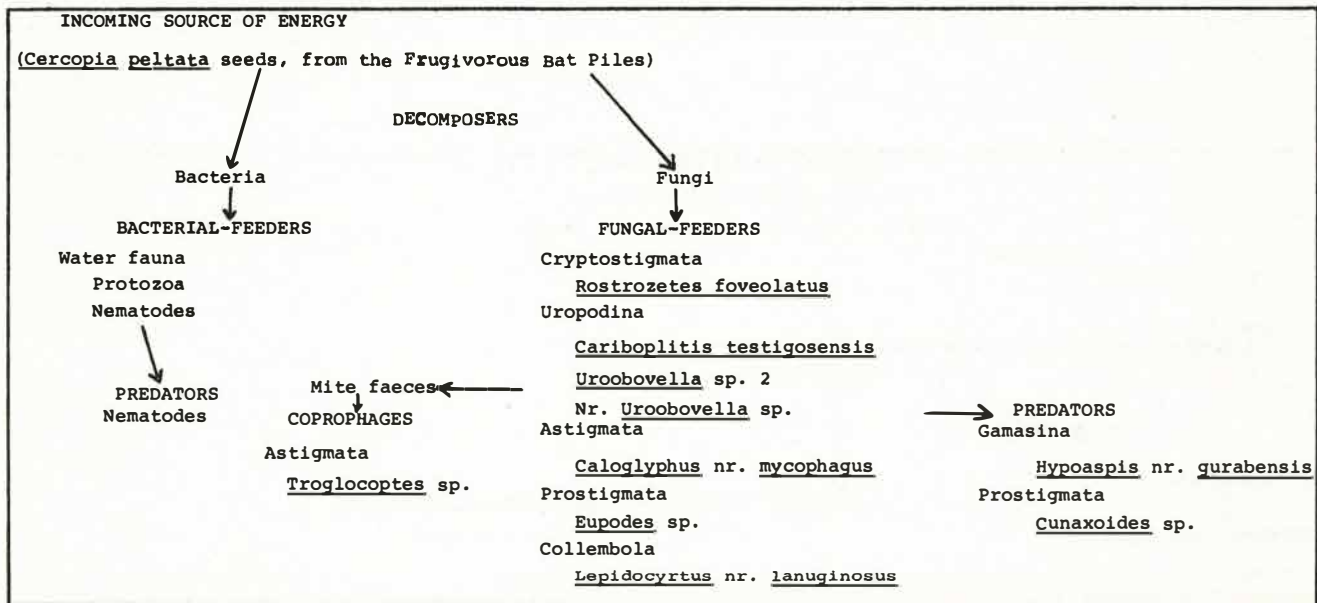 INCOMING SOURCE OF ENERGY
(Cercopia peltata seeds, from the Frugivorous Bat Piles)
DECOMPOSERS
Bacteria
Fungi
BACTERIAL-FEEDERS
Water fauna
Protozoa
Nematodes
PREDATORS
Nematodes
Mite faeces
COPROPHAGES
Astigmata
Troglocoptes sp.
FUNGAL-FEEDERS
Cryptostigmata
Rostrozetes foveolatus
Uropodina
Cariboplitis testigosensis
Uroobovella sp. 2
Nr. Uroobovella sp.
Astigmata
Caloglyphus nr. mycophagus
Prostigmata
Eupodes sp.
Collembola
Lepidocyrtus nr. lanuginosus
PREDATORS
Gamasina
Hypoaspis nr. gurabensis
Prostigmata
Cunaxoides sp.